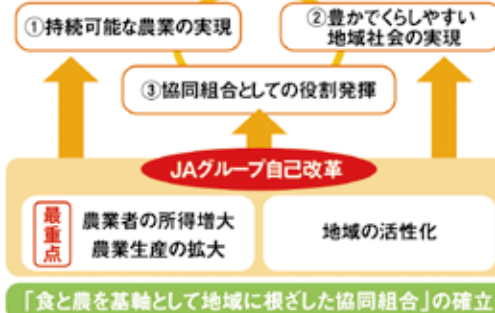 ①持続可能な農業の実現
②豊かでくらしやすい
地域社会の実現
③協同組合としての役割発揮
JAグループ自己改革
最重点
農業者の所得増大
農業生産の拡大
地域の活性化
「食と農を基軸として地域に根ざした協同組合」の確立